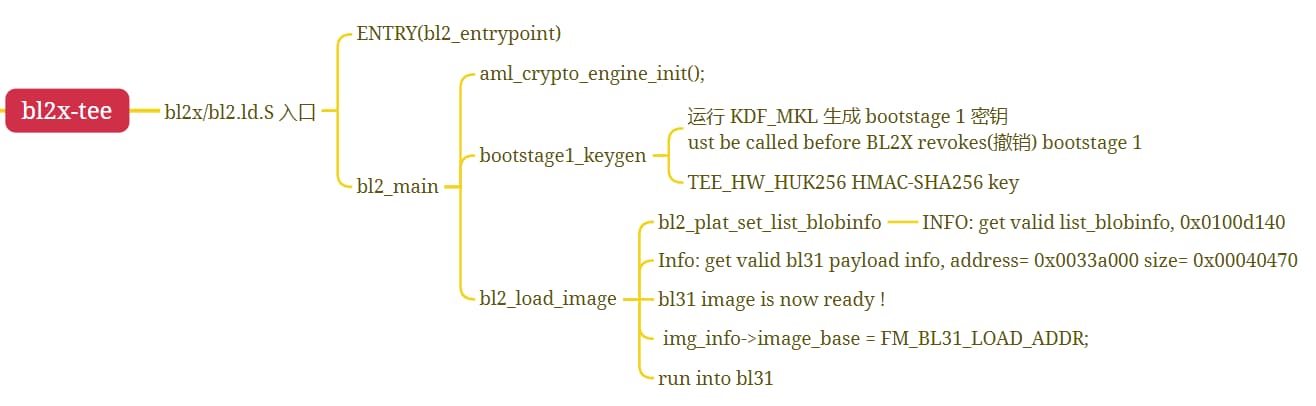 bl2x-tee
bl2x/bl2.ld.S 入口
ENTRY(bl2_entrypoint)
bl2_main
aml_crypto_engine_init();
bootstage1_keygen
运行 KDF_MKL 生成 bootstage 1 密钥
ust be called before BL2X revokes(撤销) bootstage 1
TEE_HW_HUK256 HMAC-SHA256 key
bl2_load_image
bl2_plat_set_list_blobinfo
INFO: get valid list_blobinfo, 0x0100d140
Info: get valid bl31 payload info, address= 0x0033a000 size= 0x00040470
bl31 image is now ready !
img_info->image_base = FM_BL31_LOAD_ADDR;
run into bl31